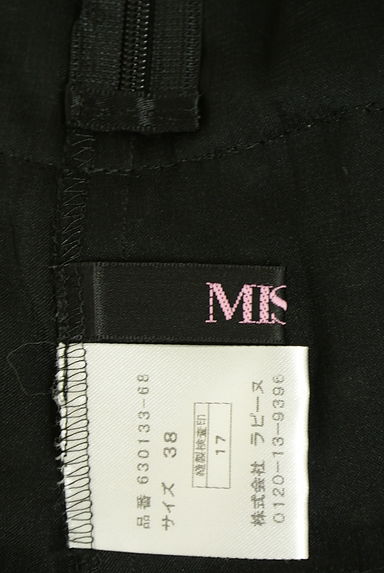 MIS
品番 630133-68
サイズ 38
縫製検査印
17
株式会社 ラピーヌ
0120-13-9396